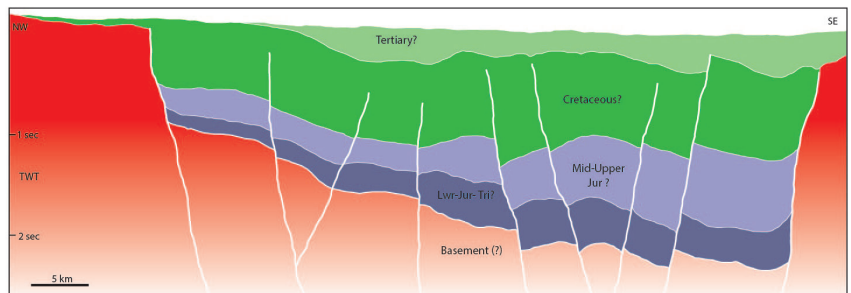 NW
SE
Tertiary?
Cretaceous?
1 sec
Mid-Upper
Jur ?
TWT
Lwr-Jur-Tri?
2 sec
Basement (?)
5 km